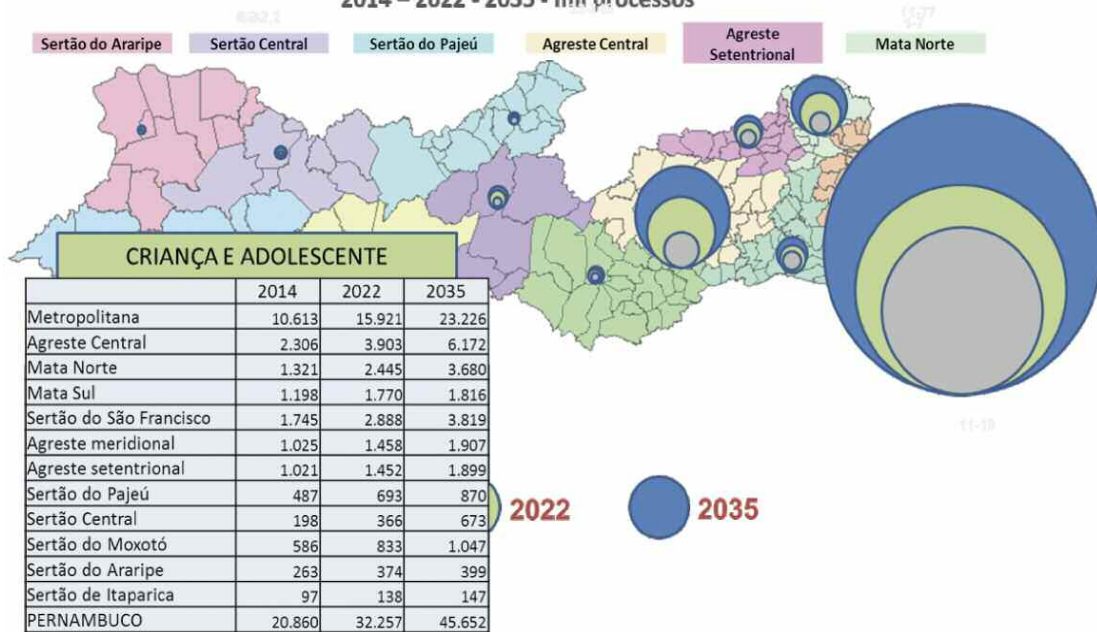 2014 – 2022 - 2035 - mil processos
Sertão do Araripe
Sertão Central
Sertão do Pajeú
Agreste Central
Agreste
Setentrional
Mata Norte
CRIANÇA E ADOLESCENTE
2014 2022 2035
Metropolitana 10.613 15.921 23.226
Agreste Central 2.306 3.903 6.172
Mata Norte 1.321 2.445 3.680
Mata Sul 1.198 1.770 1.816
Sertão do São Francisco 1.745 2.888 3.819
Agreste meridional 1.025 1.458 1.907
Agreste setentrional 1.021 1.452 1.899
Sertão do Pajeú 487 693 870
Sertão Central 198 366 673
Sertão do Moxotó 586 833 1.047
Sertão do Araripe 263 374 399
Sertão de Itaparica 97 138 147
PERNAMBUCO 20.860 32.257 45.652
2022
2035